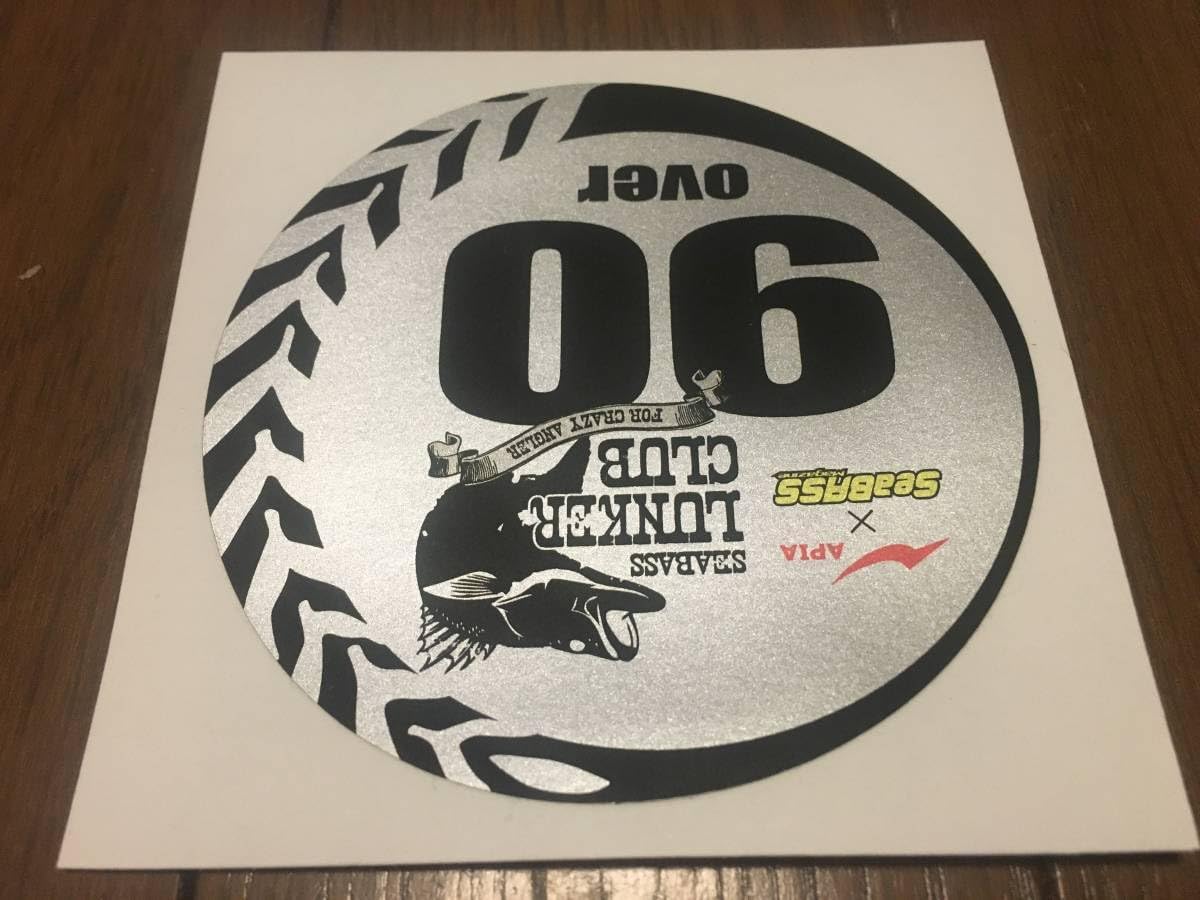 APIA
×
SeaBASS
Magazine
SEABASS
LUNKER
CLUB
FOR CRAZY ANGLER
90
over